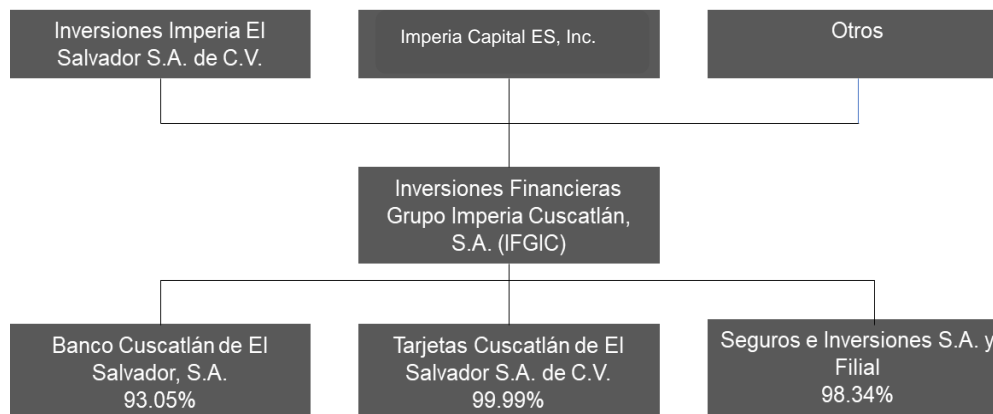 Inversiones Imperia El
Salvador S.A. de C.V.
Imperia Capital ES, Inc.
Otros
Inversiones Financieras
Grupo Imperia Cuscatlán,
S.A. (IFGIC)
Banco Cuscatlán de El
Salvador, S.A.
93.05%
Tarjetas Cuscatlán de El
Salvador S.A. de C.V.
99.99%
Seguros e Inversiones S.A. y
Filial
98.34%